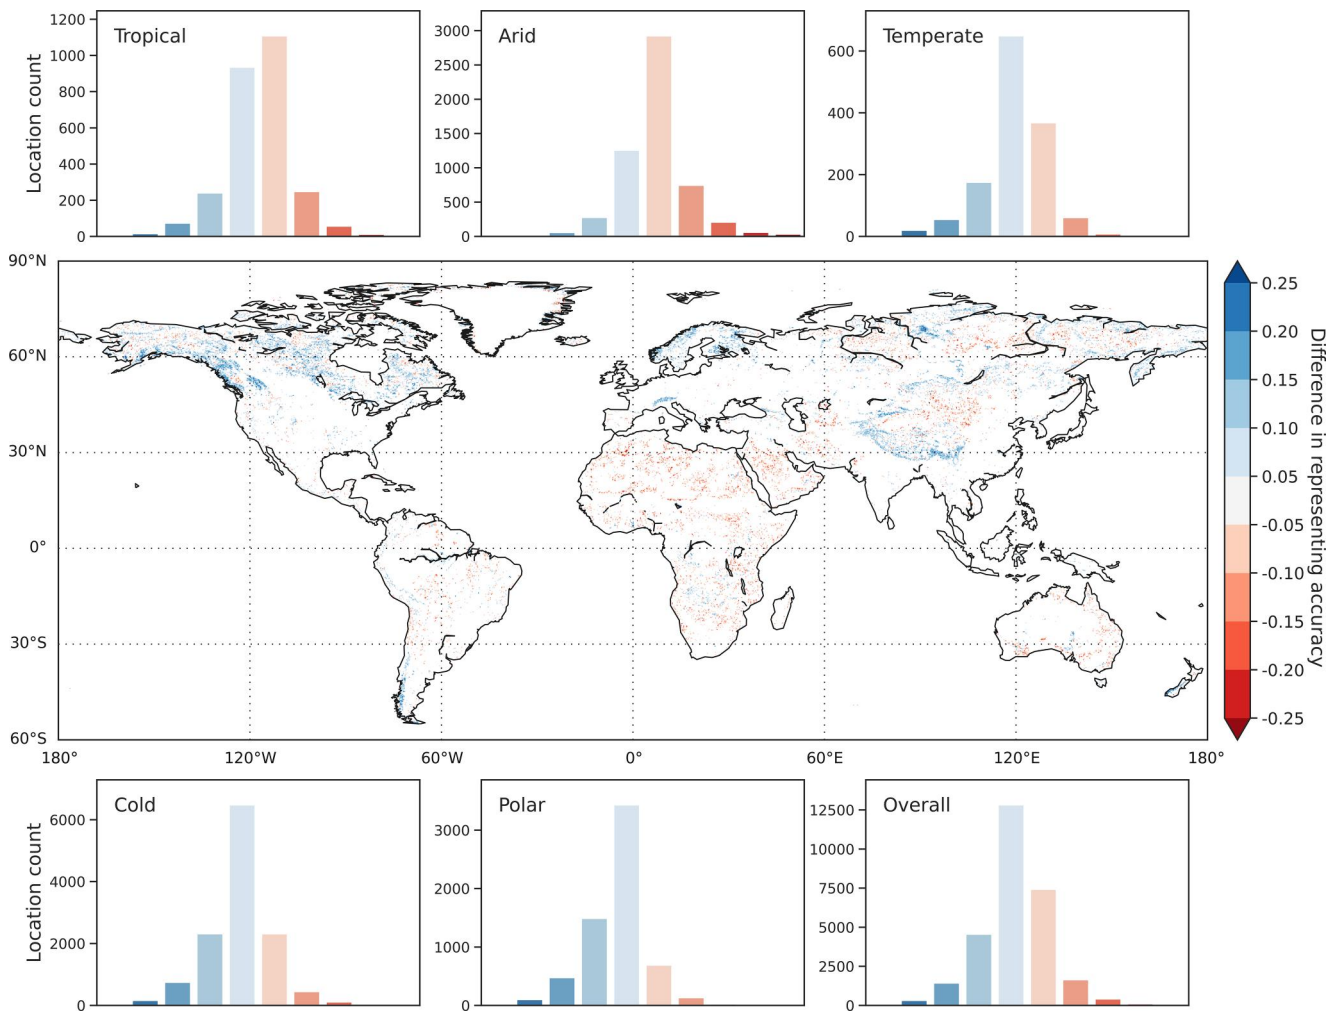 Tropical
Location count
1200
1000
800
600
400
200
0
Arid
3000
2500
2000
1500
1000
500
0
Temperate
600
400
200
0
90°N
60°N
30°N
0°
30°S
60°S
180°
120°W
60°W
0°
60°E
120°E
180°
0.25
0.20
0.15
0.10
0.05
-0.05
-0.10
-0.15
-0.20
-0.25
Difference in representing accuracy
Cold
Location count
6000
4000
2000
0
Polar
3000
2000
1000
0
Overall
12500
10000
7500
5000
2500
0